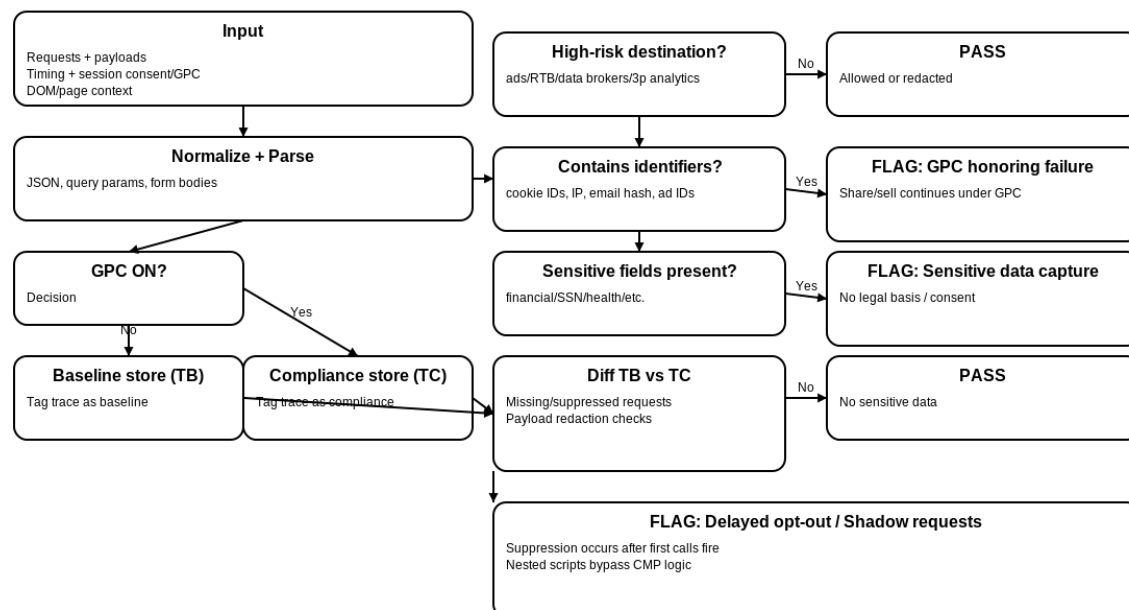 Input
Requests + payloads
Timing + session consent/GPC
DOM/page context
High-risk destination?
ads/RTB/data brokers/3p analytics
No
PASS
Allowed or redacted
Normalize + Parse
JSON, query params, form bodies
Contains identifiers?
cookie IDs, IP, email hash, ad IDs
Yes
FLAG: GPC honoring failure
Share/sell continues under GPC
GPC ON?
Decision
No
Yes
Sensitive fields present?
financial/SSN/health/etc.
Yes
FLAG: Sensitive data capture
No legal basis / consent
Baseline store (TB)
Tag trace as baseline
Compliance store (TC)
Tag trace as compliance
Diff TB vs TC
Missing/suppressed requests
Payload redaction checks
No
PASS
No sensitive data
FLAG: Delayed opt-out / Shadow requests
Suppression occurs after first calls fire
Nested scripts bypass CMP logic